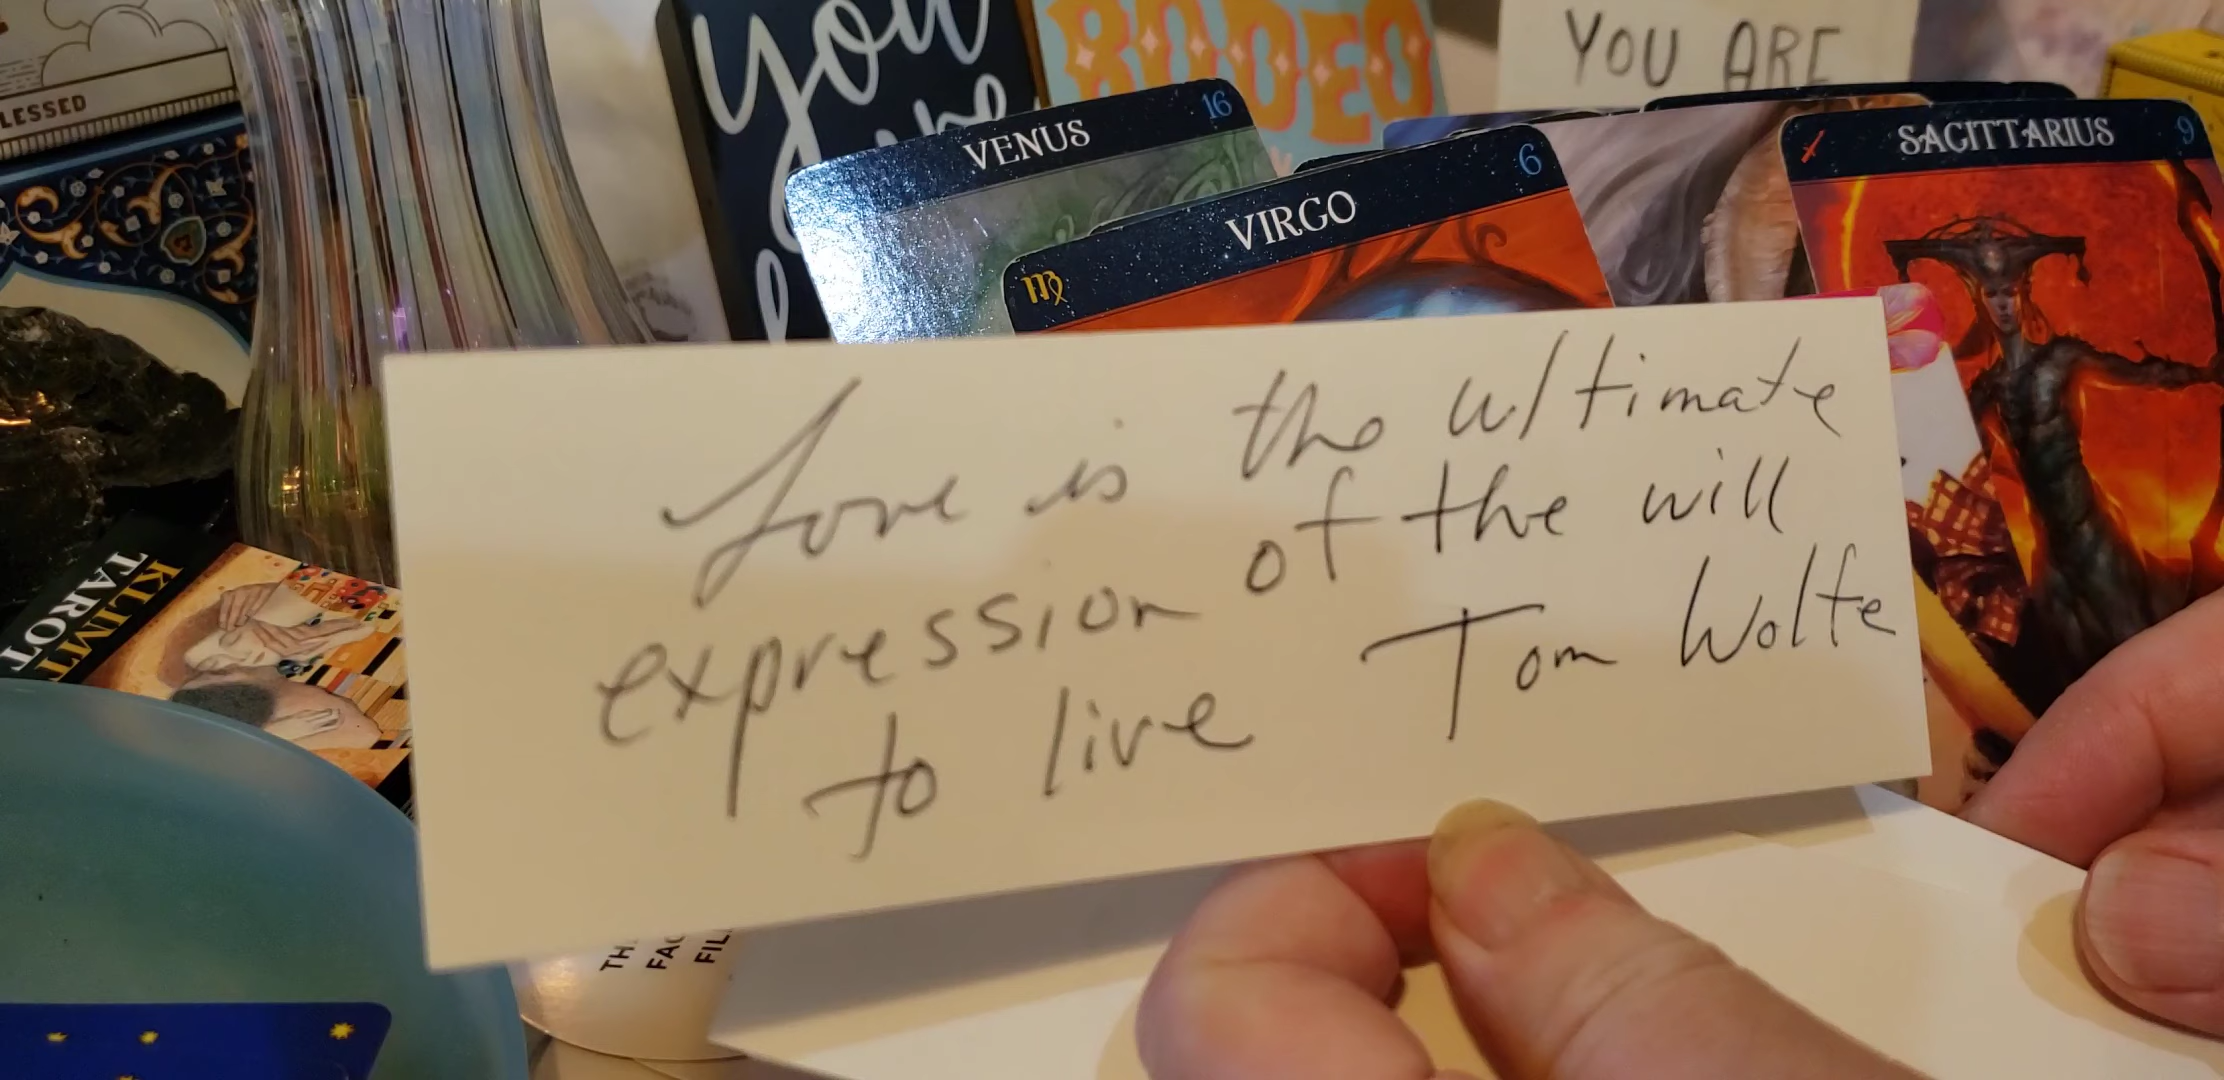 LESSED
you
are
RODEO
YOU ARE
VENUS 16
VIRGO 6
SAGITTARIUS 9
Love is the ultimate
expression of the will
to live Tom Wolfe
KLIMT
TAROT